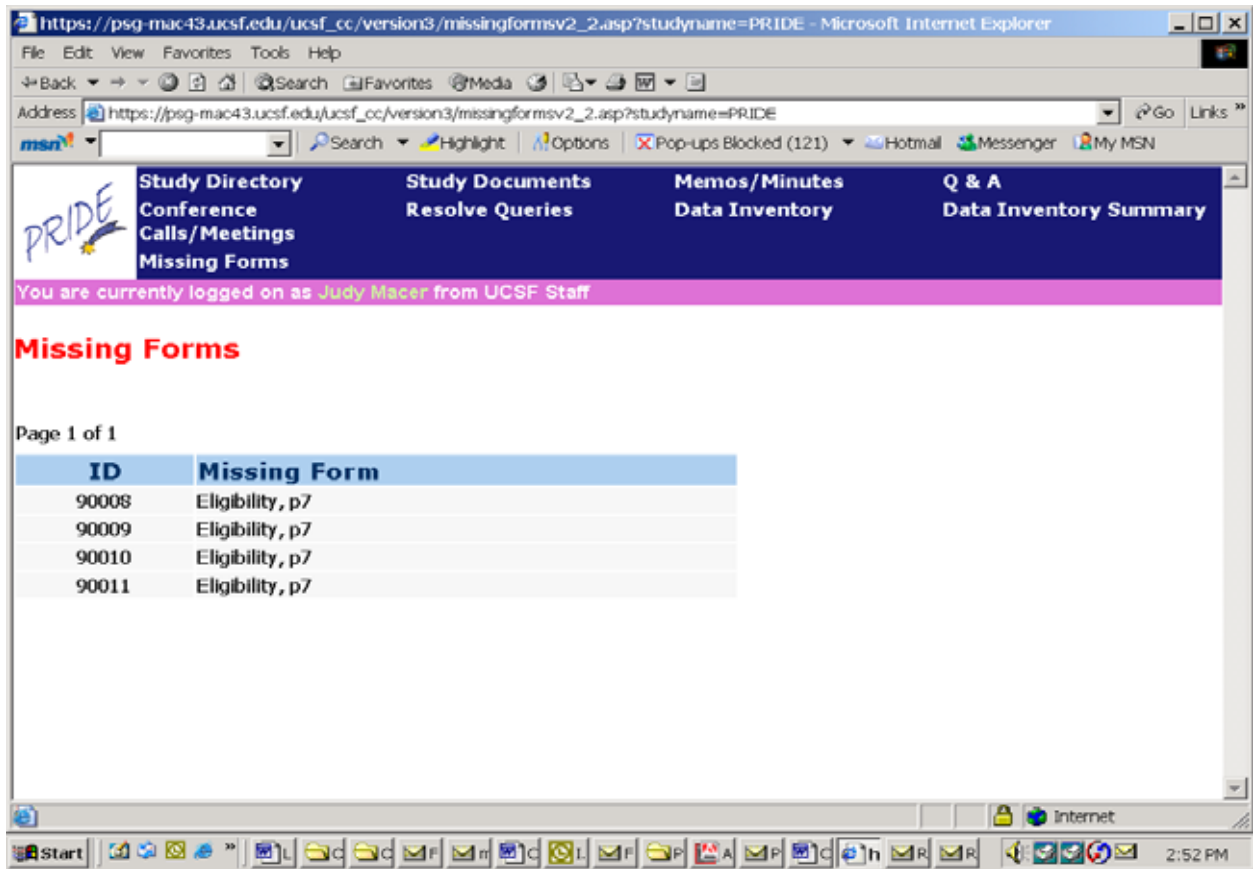 https://psg-mac43.ucsf.edu/ucsf_cc/version3/missingformsv2_2.asp?studyname=PRIDE - Microsoft Internet Explorer
File Edit View Favorites Tools Help
Back Search Favorites Media
Address https://psg-mac43.ucsf.edu/ucsf_cc/version3/missingformsv2_2.asp?studyname=PRIDE Go Links »
msn Search Highlight Options Pop-ups Blocked (121) Hotmail Messenger My MSN
PRIDE
Study Directory Study Documents Memos/Minutes Q & A
Conference Resolve Queries Data Inventory Data Inventory Summary
Calls/Meetings
Missing Forms
You are currently logged on as Judy Macer from UCSF Staff
Missing Forms
Page 1 of 1
ID Missing Form
90008 Eligibility, p7
90009 Eligibility, p7
90010 Eligibility, p7
90011 Eligibility, p7
Internet
Start » L C C F m C I. F P A P C h R R 2:52 PM